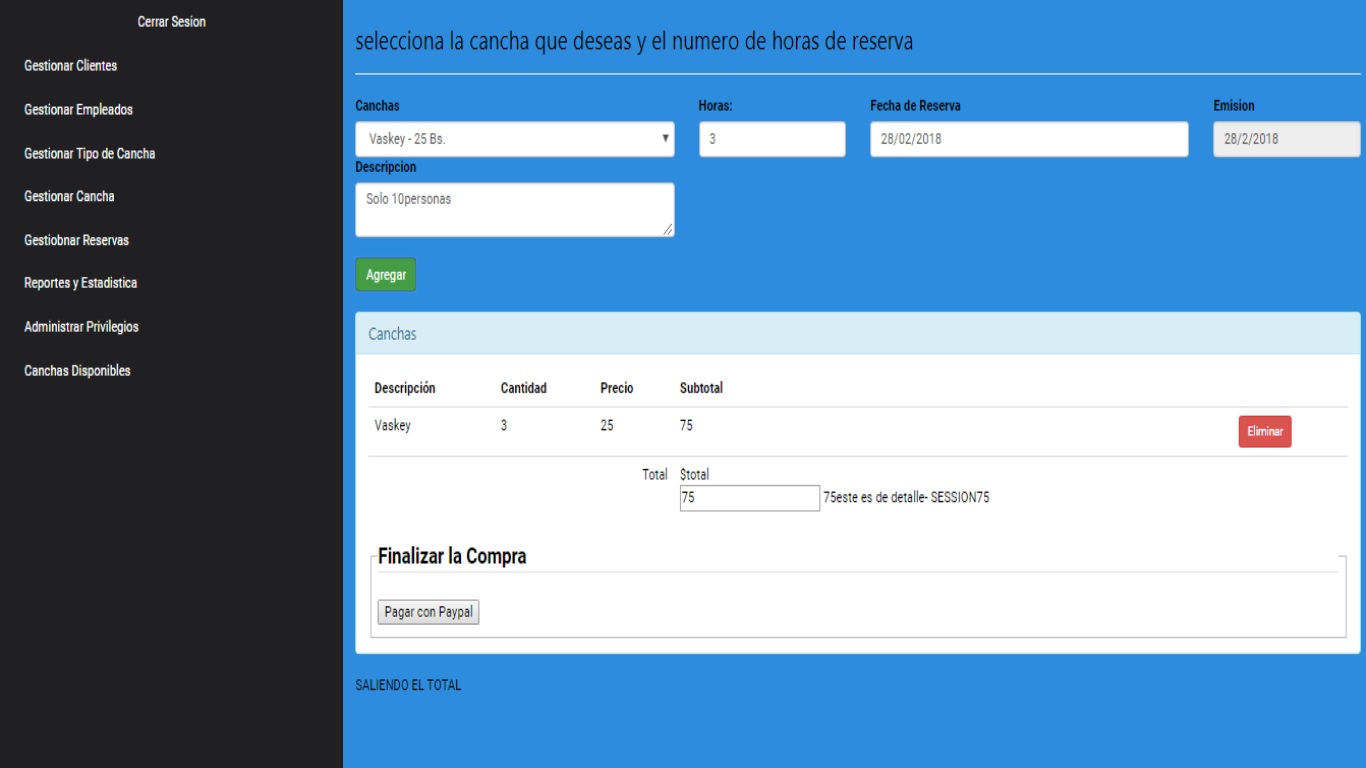 Cerrar Sesion
Gestionar Clientes
Gestionar Empleados
Gestionar Tipo de Cancha
Gestionar Cancha
Gestiobnar Reservas
Reportes y Estadistica
Administrar Privilegios
Canchas Disponibles
selecciona la cancha que deseas y el numero de horas de reserva
Canchas Horas: Fecha de Reserva Emision
Vaskey - 25 Bs. 3 28/02/2018 28/2/2018
Descripcion
Solo 10personas
Agregar
Canchas
Descripción Cantidad Precio Subtotal
Vaskey 3 25 75 Eliminar
Total $total
75 75este es de detalle- SESSION75
Finalizar la Compra
Pagar con Paypal
SALIENDO EL TOTAL